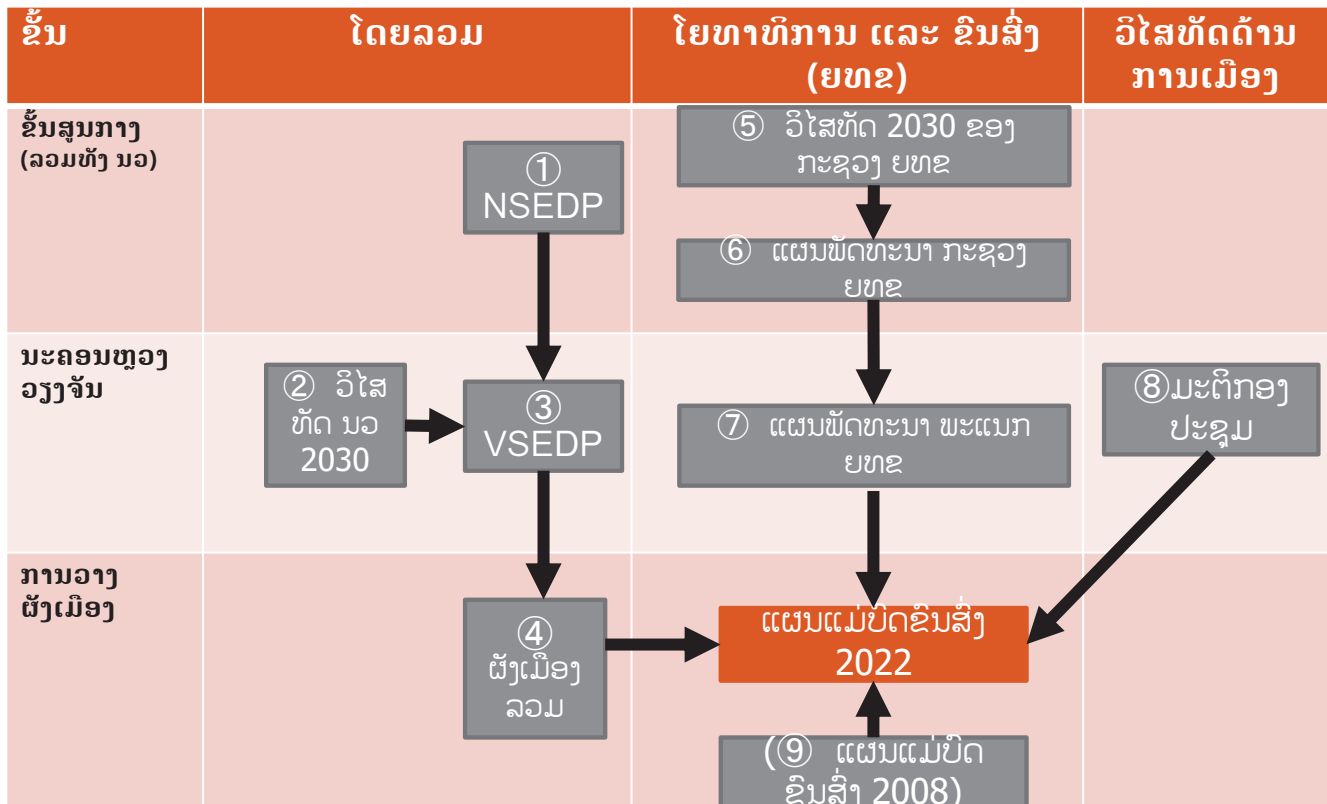 ຂັ້ນ
ໂດຍລວມ
ໂຍທາທິການ ແລະ ຂົນສົ່ງ
(ຍທຂ)
ວິໄສທັດດ້ານ
ການເມືອງ
ຂັ້ນສູນກາງ
(ລວມທັງ ນວ)
①
NSEDP
⑤ ວິໄສທັດ 2030 ຂອງ
ກະຊວງ ຍທຂ
⑥ ແຜນພັດທະນາ ກະຊວງ
ຍທຂ
ນະຄອນຫຼວງ
ວຽງຈັນ
② ວິໄສ
ທັດ ນວ
2030
③
VSEDP
⑦ ແຜນພັດທະນາ ພະແນກ
ຍທຂ
⑧ມະຕິກອງ
ປະຊຸມ
ການວາງ
ຜັງເມືອງ
④
ຜັງເມືອງ
ລວມ
ແຜນແມ່ບົດຂົນສົ່ງ
2022
(⑨ ແຜນແມ່ບົດ
ຂົນສົ່ງ 2008)